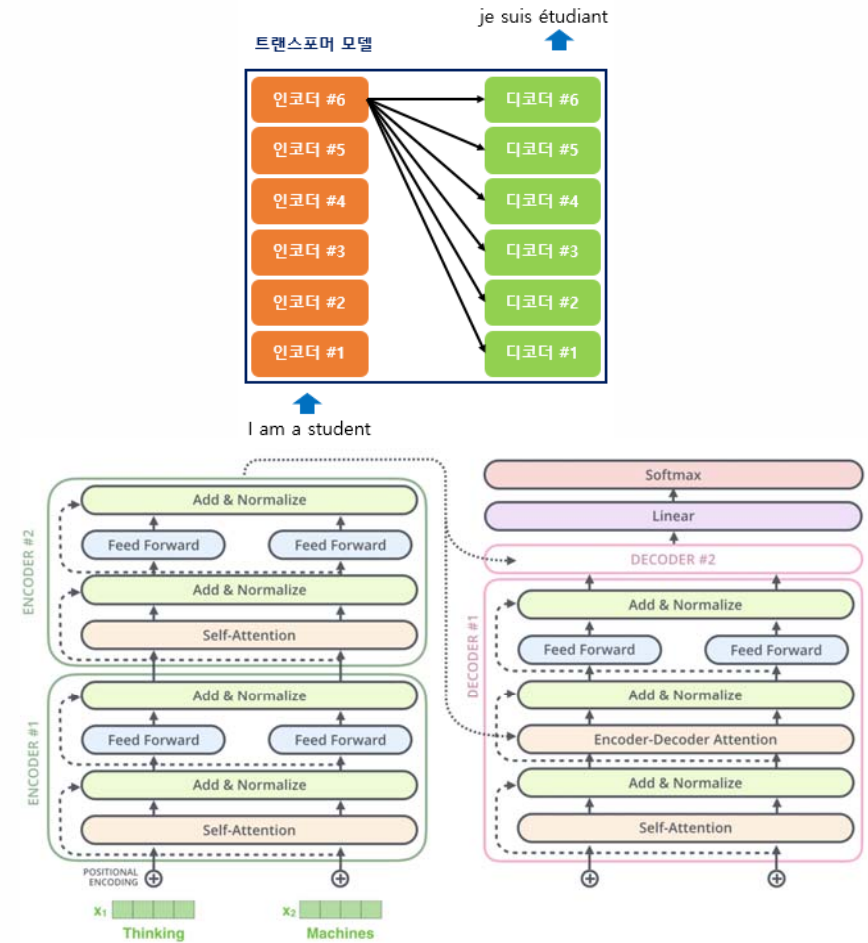 je suis étudiant
트랜스포머 모델
인코더 #6
디코더 #6
인코더 #5
디코더 #5
인코더 #4
디코더 #4
인코더 #3
디코더 #3
인코더 #2
디코더 #2
인코더 #1
디코더 #1
I am a student
ENCODER #2
Add & Normalize
Feed Forward
Feed Forward
Add & Normalize
Self-Attention
ENCODER #1
Add & Normalize
Feed Forward
Feed Forward
Add & Normalize
Self-Attention
POSITIONAL
ENCODING
x₁
x₂
Thinking
Machines
Softmax
Linear
DECODER #2
DECODER #1
Add & Normalize
Feed Forward
Feed Forward
Add & Normalize
Encoder-Decoder Attention
Add & Normalize
Self-Attention